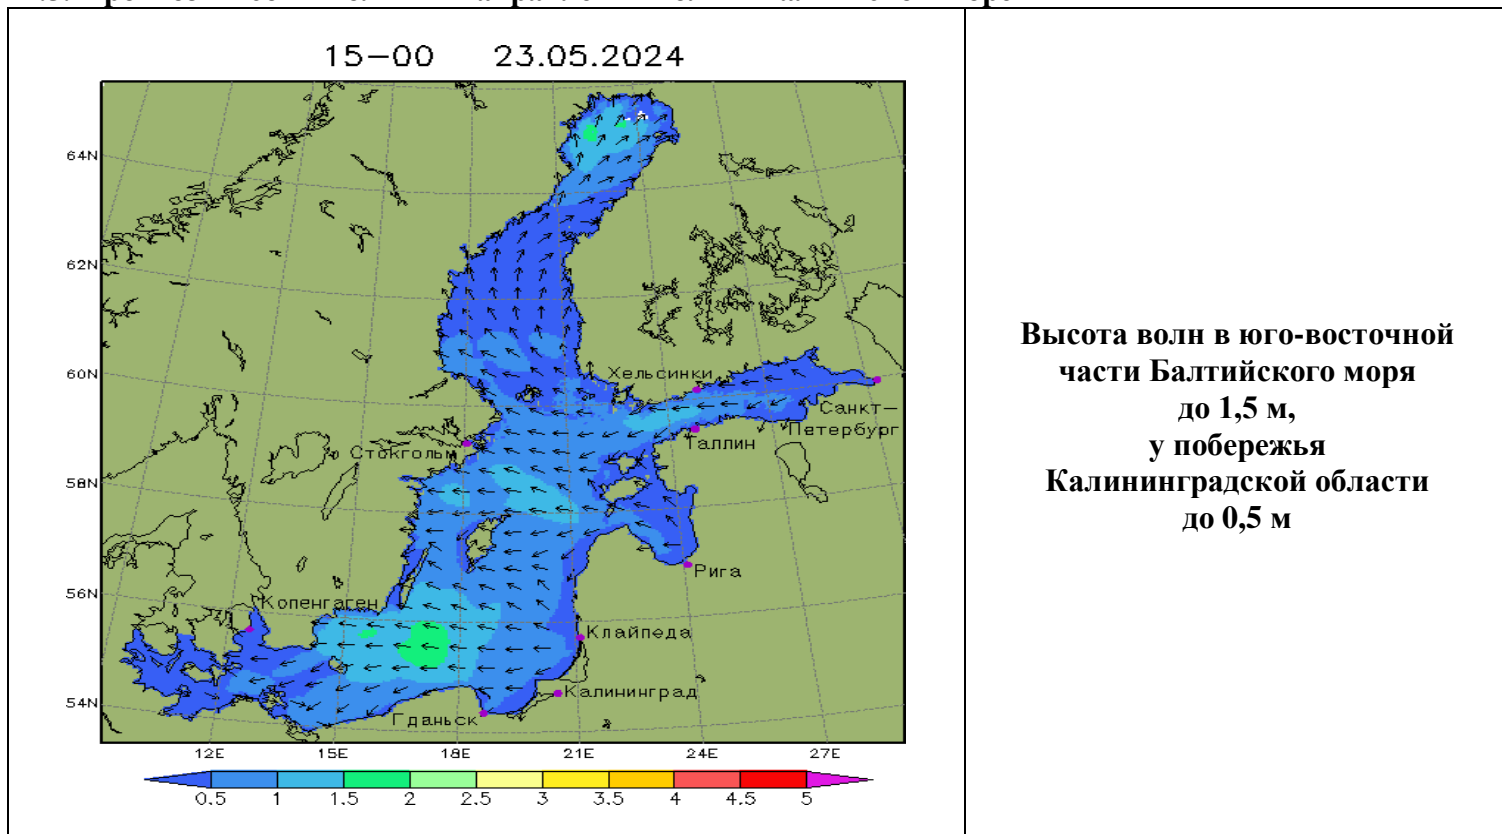 15-00 23.05.2024
64N
62N
60N
58N
56N
54N
Хельсинки
Санкт-
Петербург
Таллин
Стокгольм
Рига
Копенгаген
Клайпеда
Калининград
Гданьск
12E 15E 18E 21E 24E 27E
0.5 1 1.5 2 2.5 3 3.5 4 4.5 5
Высота волн в юго-восточной
части Балтийского моря
до 1,5 м,
у побережья
Калининградской области
до 0,5 м